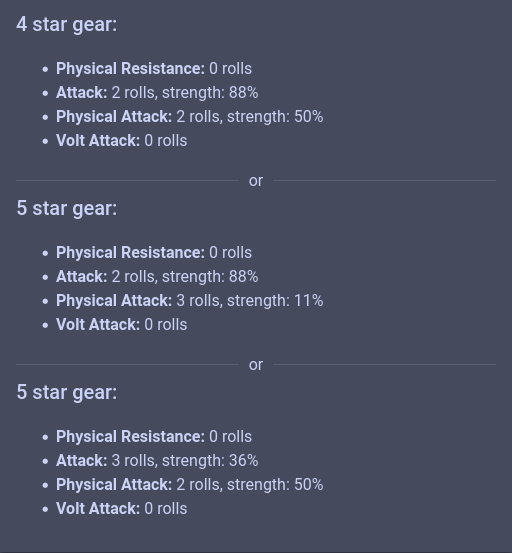 4 star gear:
Physical Resistance: 0 rolls
Attack: 2 rolls, strength: 88%
Physical Attack: 2 rolls, strength: 50%
Volt Attack: 0 rolls
or
5 star gear:
Physical Resistance: 0 rolls
Attack: 2 rolls, strength: 88%
Physical Attack: 3 rolls, strength: 11%
Volt Attack: 0 rolls
or
5 star gear:
Physical Resistance: 0 rolls
Attack: 3 rolls, strength: 36%
Physical Attack: 2 rolls, strength: 50%
Volt Attack: 0 rolls